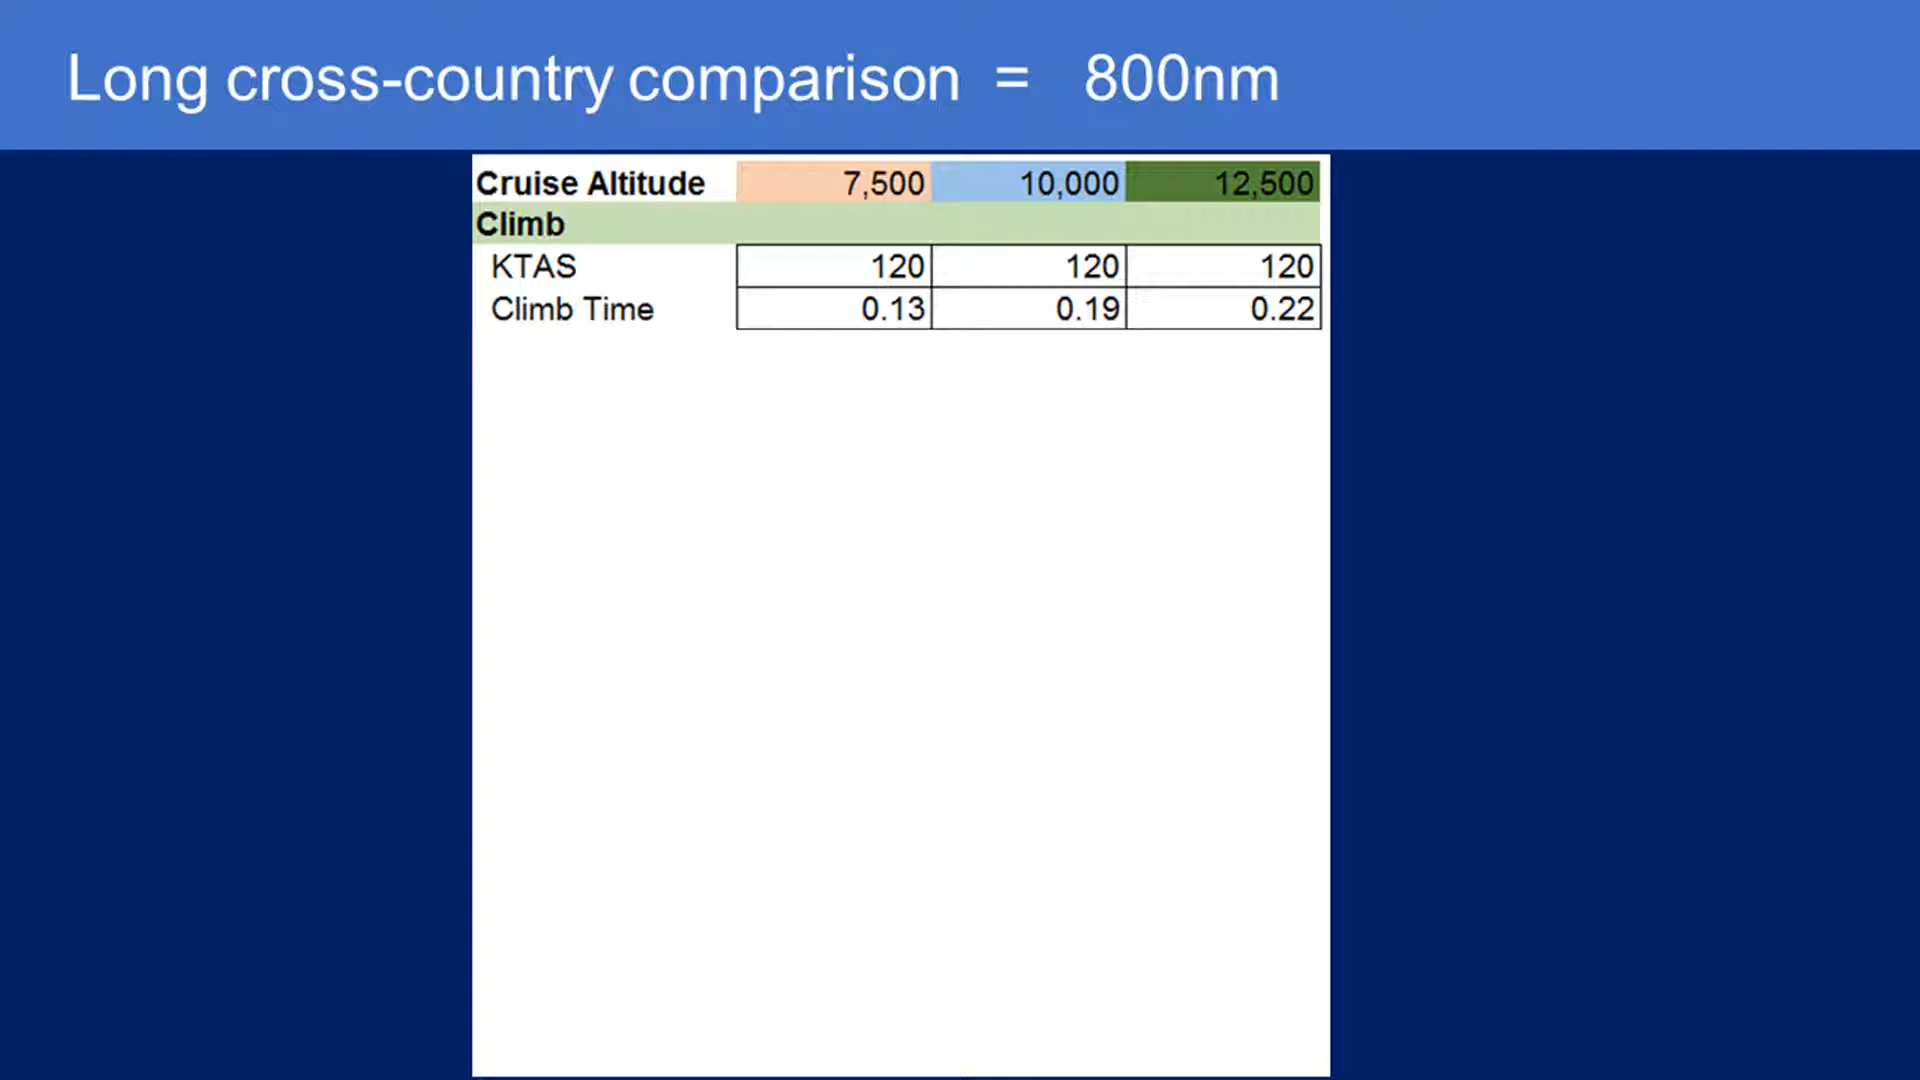 Long cross-country comparison = 800nm
Cruise Altitude 7,500 10,000 12,500
Climb
KTAS 120 120 120
Climb Time 0.13 0.19 0.22